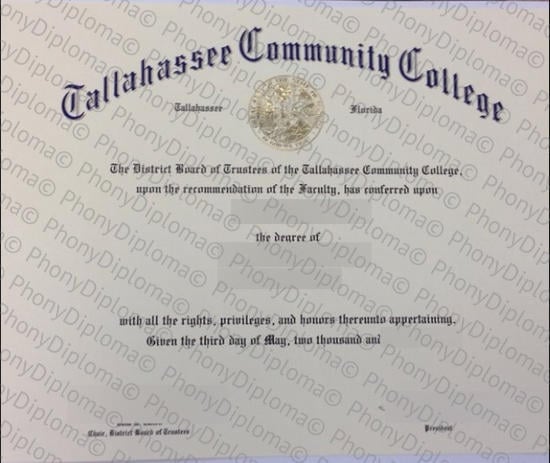 Tallahassee Community College
Tallahassee Florida
The District Board of Trustees of the Tallahassee Community College,
upon the recommendation of the Faculty, has conferred upon
the degree of
with all the rights, privileges, and honors thereunto appertaining.
Given the third day of May, two thousand and
Chair, District Board of Trustees President
PhonyDiploma©